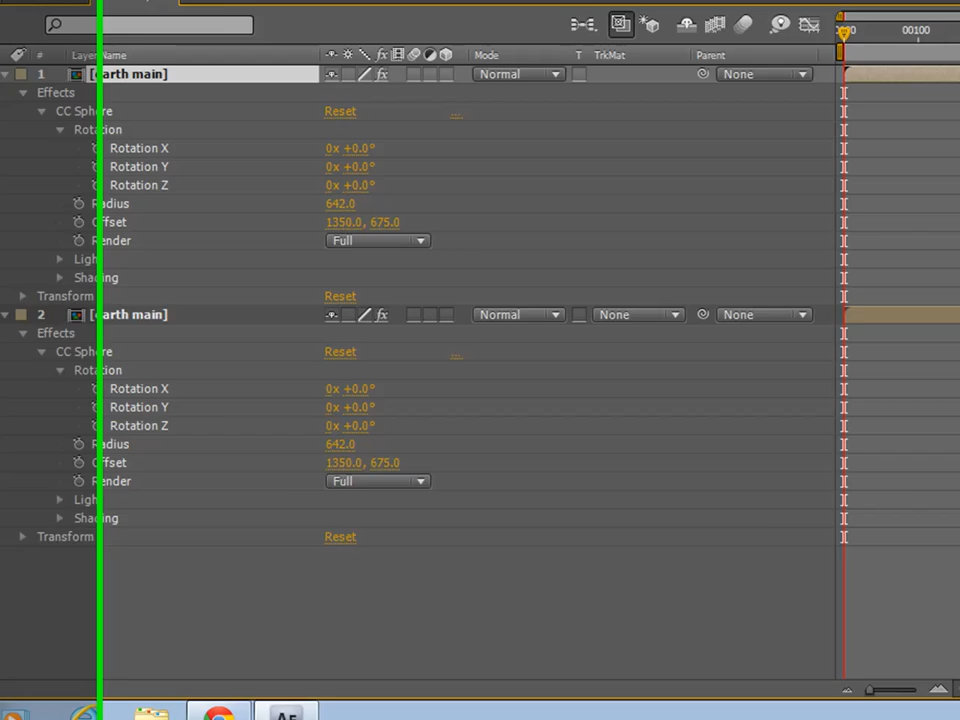 # Layer Name Mode T TrkMat Parent 00100
1 [earth main] Normal None
Effects
CC Sphere Reset ...
Rotation
Rotation X 0x +0.0°
Rotation Y 0x +0.0°
Rotation Z 0x +0.0°
Radius 642.0
Offset 1350.0, 675.0
Render Full
Light
Shading
Transform Reset
2 [earth main] Normal None None
Effects
CC Sphere Reset ...
Rotation
Rotation X 0x +0.0°
Rotation Y 0x +0.0°
Rotation Z 0x +0.0°
Radius 642.0
Offset 1350.0, 675.0
Render Full
Light
Shading
Transform Reset